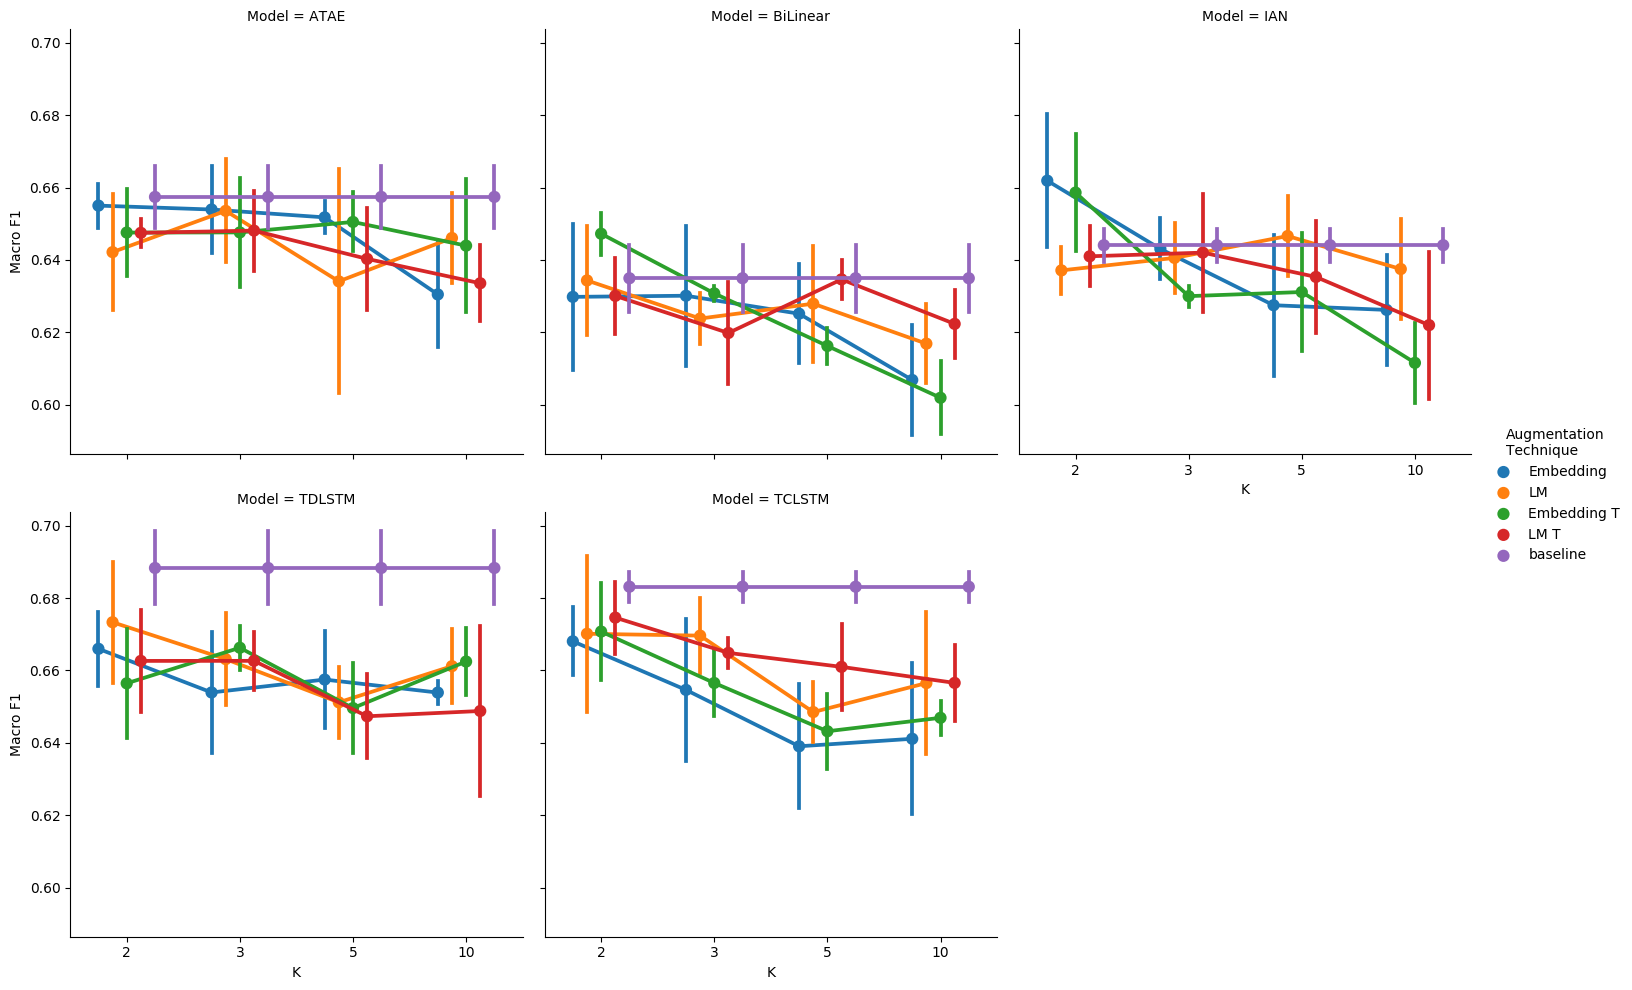 Model = ATAE
Model = BiLinear
Model = IAN
0.70
0.68
0.66
0.64
0.62
0.60
Macro F1
2
3
5
10
K
Model = TDLSTM
Model = TCLSTM
0.70
0.68
0.66
0.64
0.62
0.60
Macro F1
2
3
5
10
K
2
3
5
10
K
Augmentation
Technique
Embedding
LM
Embedding T
LM T
baseline